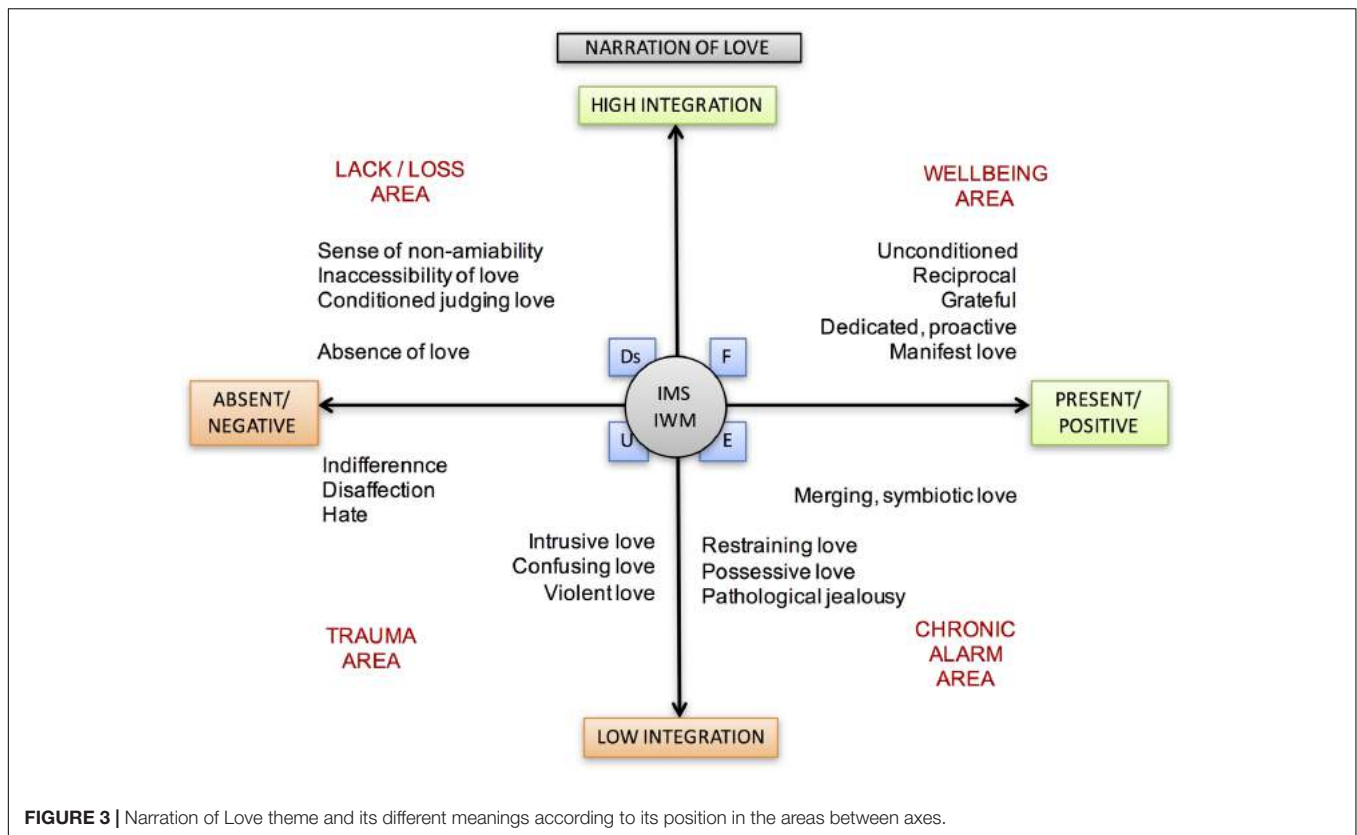 NARRATION OF LOVE
HIGH INTEGRATION
LACK / LOSS
AREA
WELLBEING
AREA
Sense of non-amiability
Inaccessibility of love
Conditioned judging love
Absence of love
Unconditioned
Reciprocal
Grateful
Dedicated, proactive
Manifest love
Ds
F
ABSENT/
NEGATIVE
IMS
IWM
PRESENT/
POSITIVE
U
E
Indifferennce
Disaffection
Hate
Merging, symbiotic love
Intrusive love
Confusing love
Violent love
Restraining love
Possessive love
Pathological jealousy
TRAUMA
AREA
CHRONIC
ALARM
AREA
LOW INTEGRATION
FIGURE 3 | Narration of Love theme and its different meanings according to its position in the areas between axes.